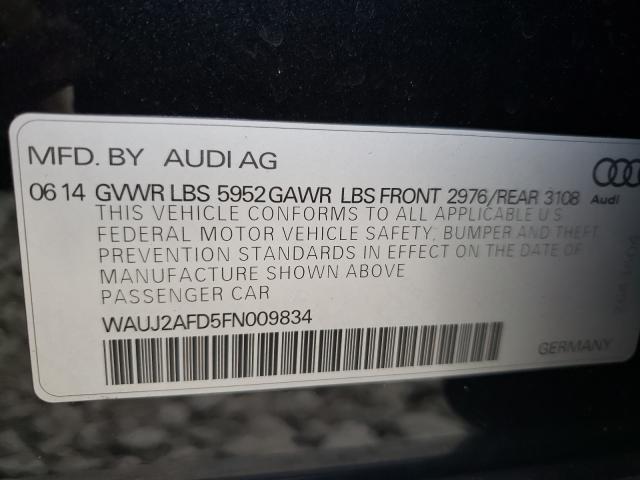 MFD. BY AUDI AG
06 14 GVWR LBS 5952 GAWR LBS FRONT 2976/REAR 3108
Audi
THIS VEHICLE CONFORMS TO ALL APPLICABLE U S
FEDERAL MOTOR VEHICLE SAFETY, BUMPER AND THEFT
PREVENTION STANDARDS IN EFFECT ON THE DATE OF
MANUFACTURE SHOWN ABOVE
PASSENGER CAR
WAUJ2AFD5FN009834
GERMANY